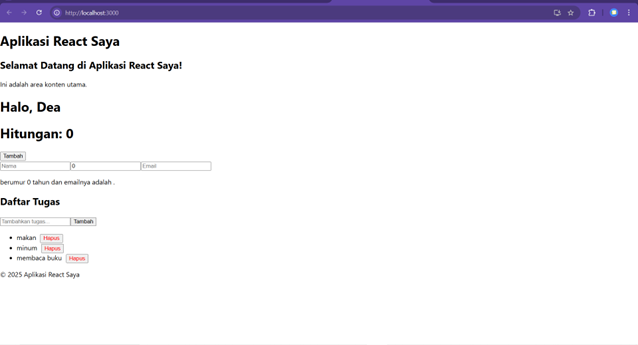 http://localhost:3000
Aplikasi React Saya
Selamat Datang di Aplikasi React Saya!
Ini adalah area konten utama.
Halo, Dea
Hitungan: 0
Tambah
Nama 0 Email
berumur 0 tahun dan emailnya adalah .
Daftar Tugas
Tambahkan tugas... Tambah
makan Hapus
minum Hapus
membaca buku Hapus
© 2025 Aplikasi React Saya